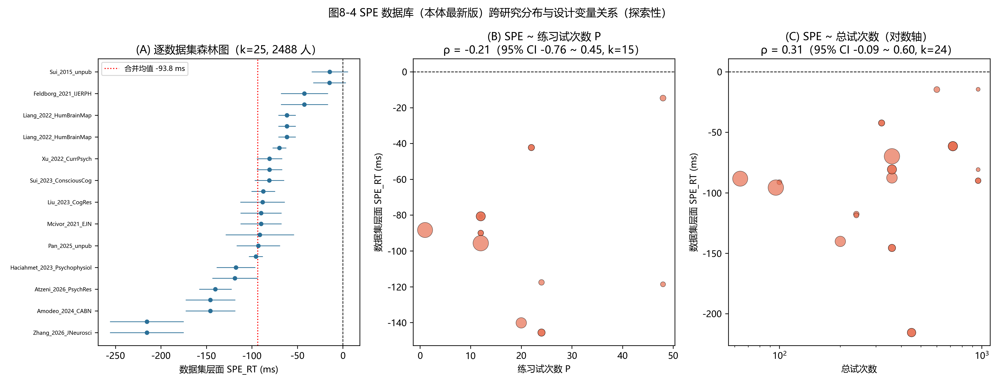 图8-4 SPE 数据库（本体最新版）跨研究分布与设计变量关系（探索性）
(A) 逐数据集森林图（k=25, 2488 人）
合并均值 -93.8 ms
Sui_2015_unpub
Feldborg_2021_IJERPH
Liang_2022_HumBrainMap
Liang_2022_HumBrainMap
Xu_2022_CurrPsych
Sui_2023_ConsciousCog
Liu_2023_CogRes
Mcivor_2021_EJN
Pan_2025_unpub
Haciahmet_2023_Psychophysiol
Atzeni_2026_PsychRes
Amodeo_2024_CABN
Zhang_2026_JNeurosci
-250 -200 -150 -100 -50 0
数据集层面 SPE_RT (ms)
(B) SPE ~ 练习试次数 P
ρ = -0.21（95% CI -0.76 ~ 0.45, k=15）
数据集层面 SPE_RT (ms)
0
-20
-40
-60
-80
-100
-120
-140
0 10 20 30 40 50
练习试次数 P
(C) SPE ~ 总试次数（对数轴）
ρ = 0.31（95% CI -0.09 ~ 0.60, k=24）
数据集层面 SPE_RT (ms)
0
-50
-100
-150
-200
10² 10³
总试次数